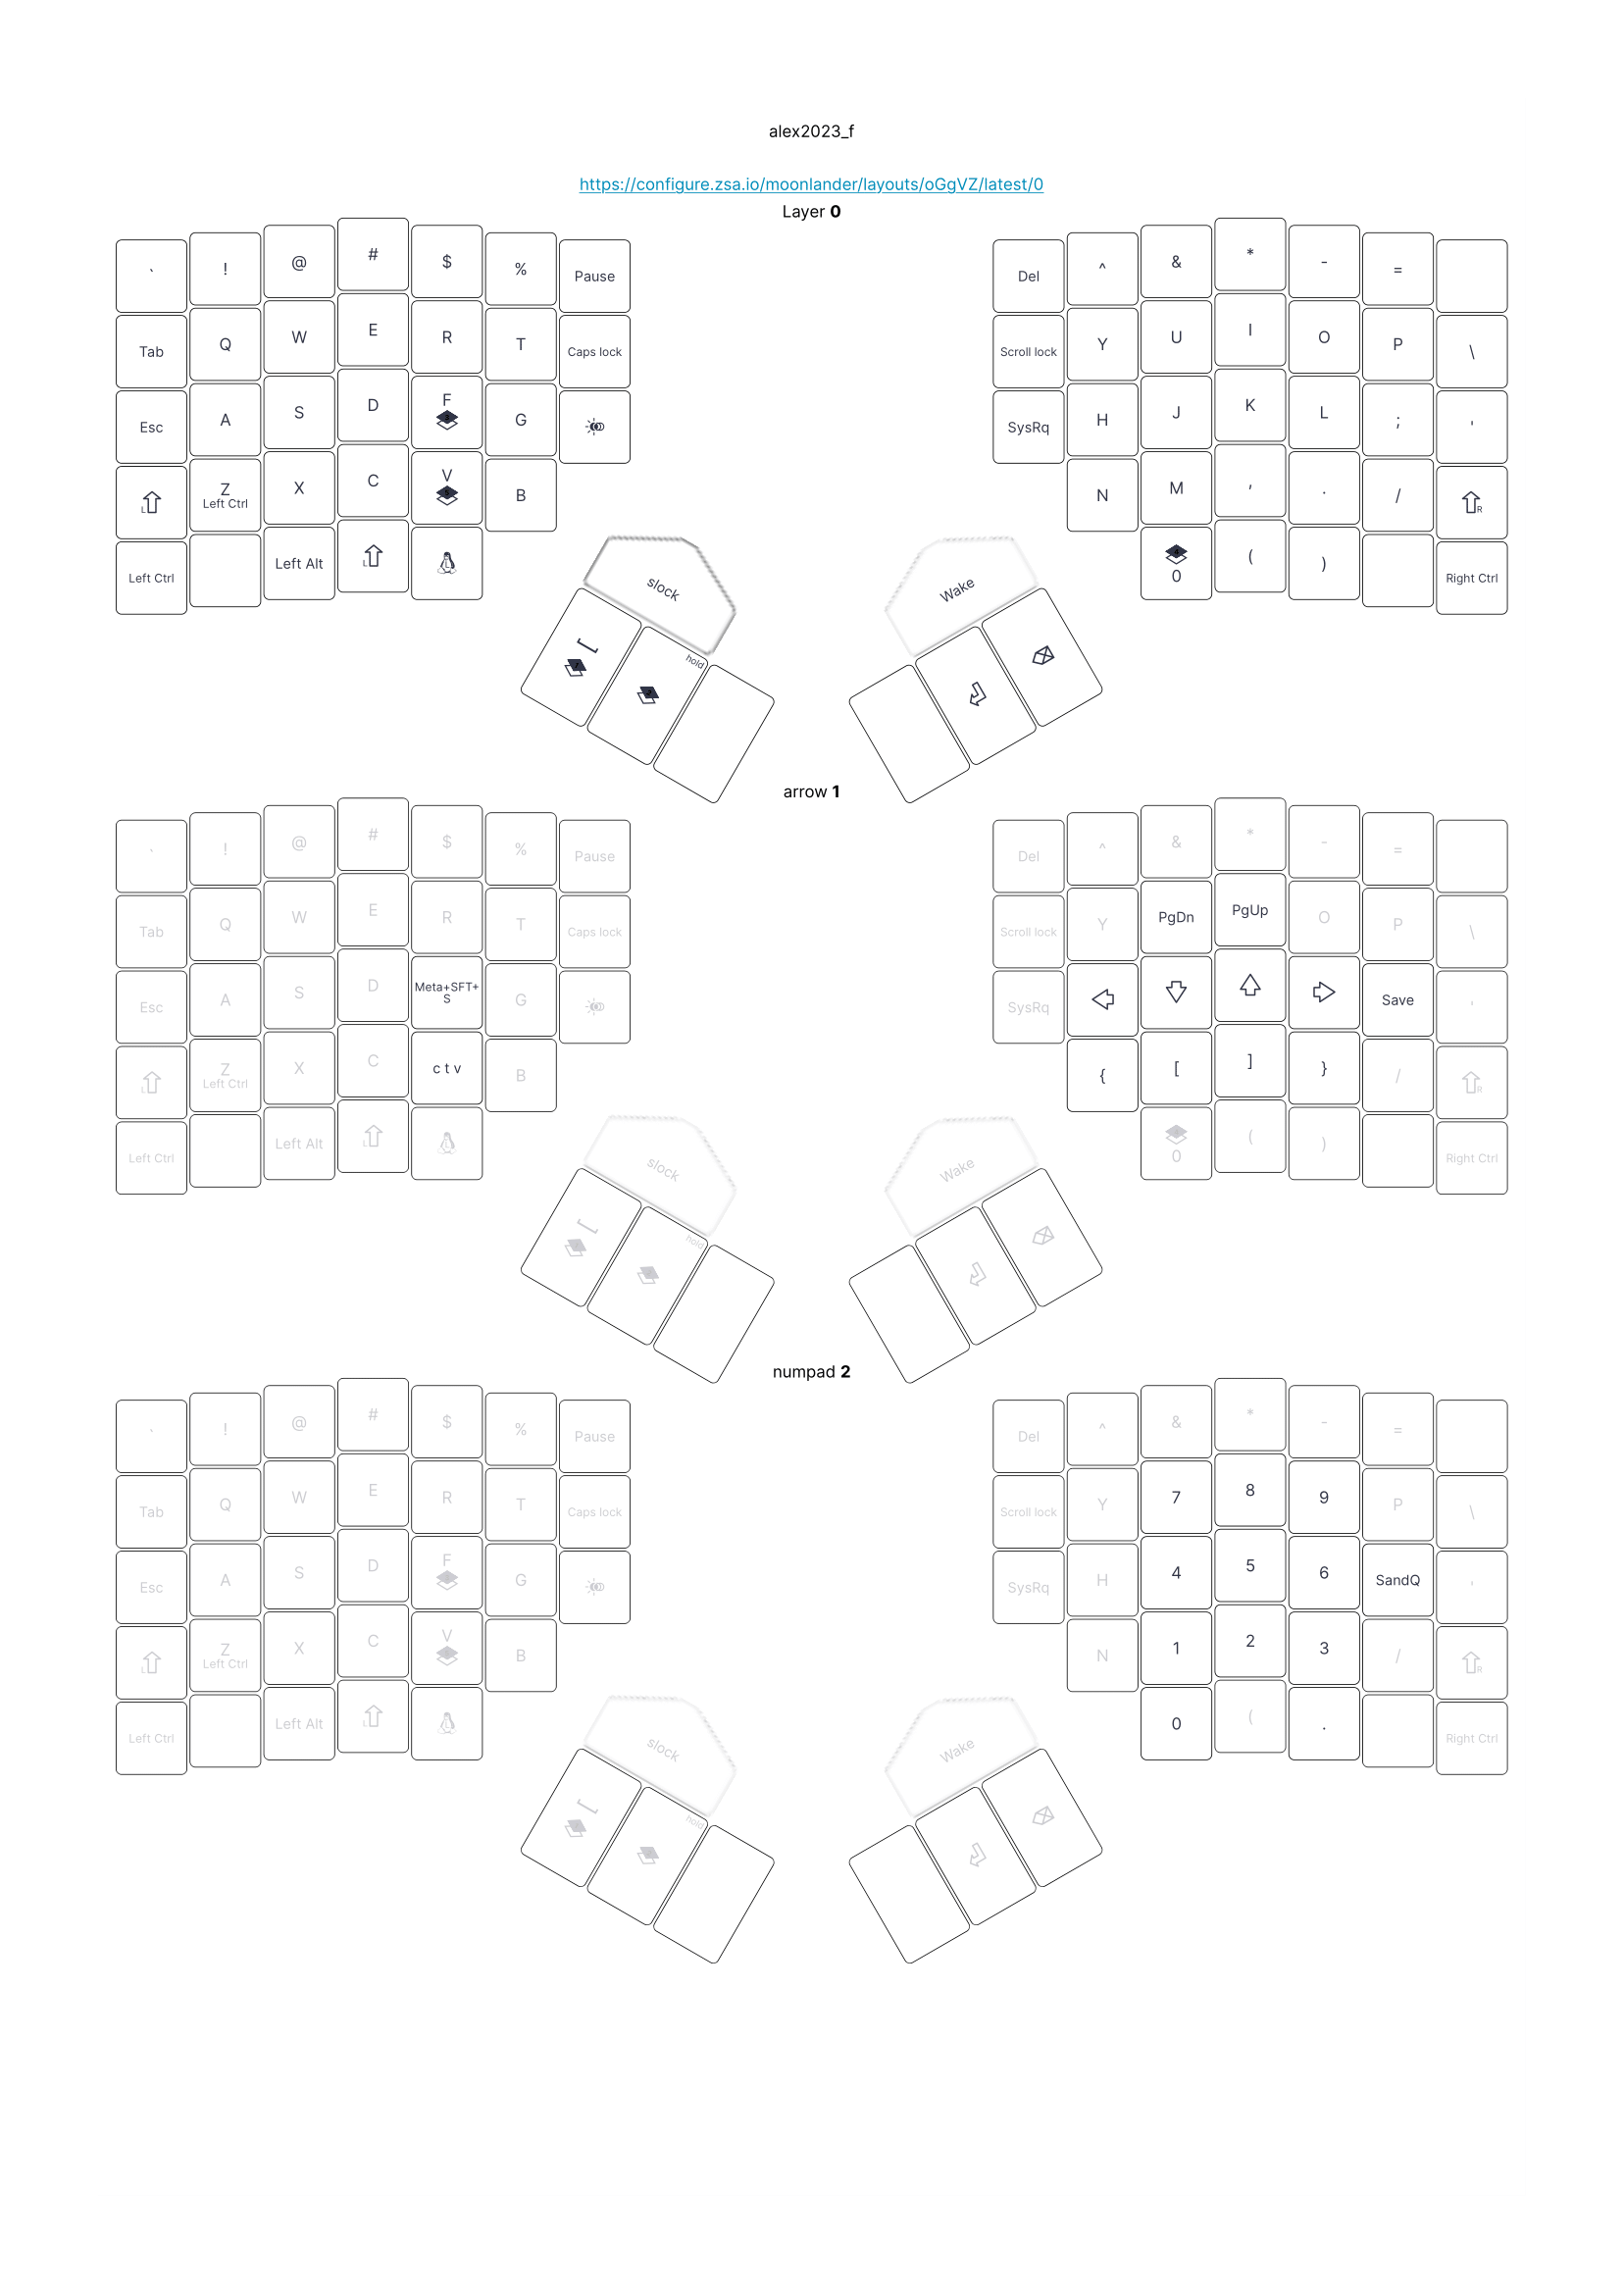 alex2023_f
https://configure.zsa.io/moonlander/layouts/oGgVZ/latest/0
Layer 0
` ! @ # $ % Pause Del ^ & * - =
Tab Q W E R T Caps lock Scroll lock Y U I O P \
Esc A S D F G SysRq H J K L ; '
L Z Left Ctrl X C V B N M , . / R
Left Ctrl Left Alt L L 0 ( ) Right Ctrl
slock Wake
[ hold
arrow 1
` ! @ # $ % Pause Del ^ & * - =
Tab Q W E R T Caps lock Scroll lock Y PgDn PgUp O P \
Esc A S D Meta+SFT+
S G SysRq Save '
L Z Left Ctrl X C c t v B { [ ] } / R
Left Ctrl Left Alt L L 0 ( ) Right Ctrl
slock Wake
[ hold
numpad 2
` ! @ # $ % Pause Del ^ & * - =
Tab Q W E R T Caps lock Scroll lock Y 7 8 9 P \
Esc A S D F G SysRq H 4 5 6 SandQ '
L Z Left Ctrl X C V B N 1 2 3 / R
Left Ctrl Left Alt L L 0 ( . Right Ctrl
slock Wake
[ hold